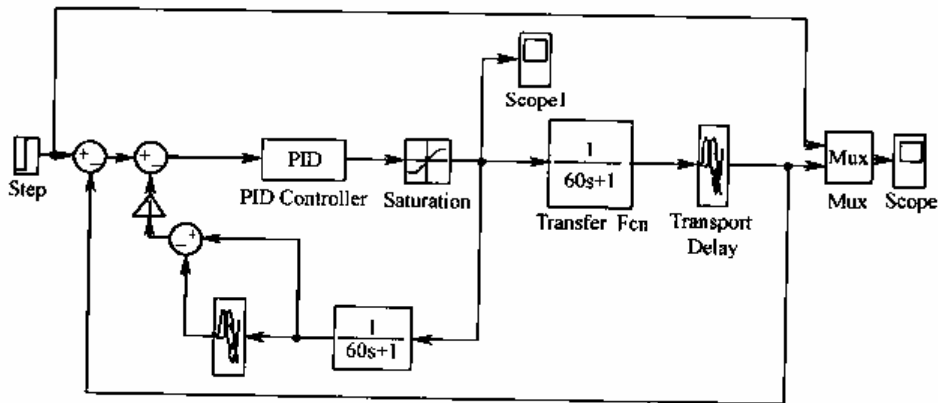 Scope1
Step
PID
PID Controller
Saturation
1
60s+1
Transfer Fcn
Transport
Delay
Mux
Mux
Scope
1
60s+1